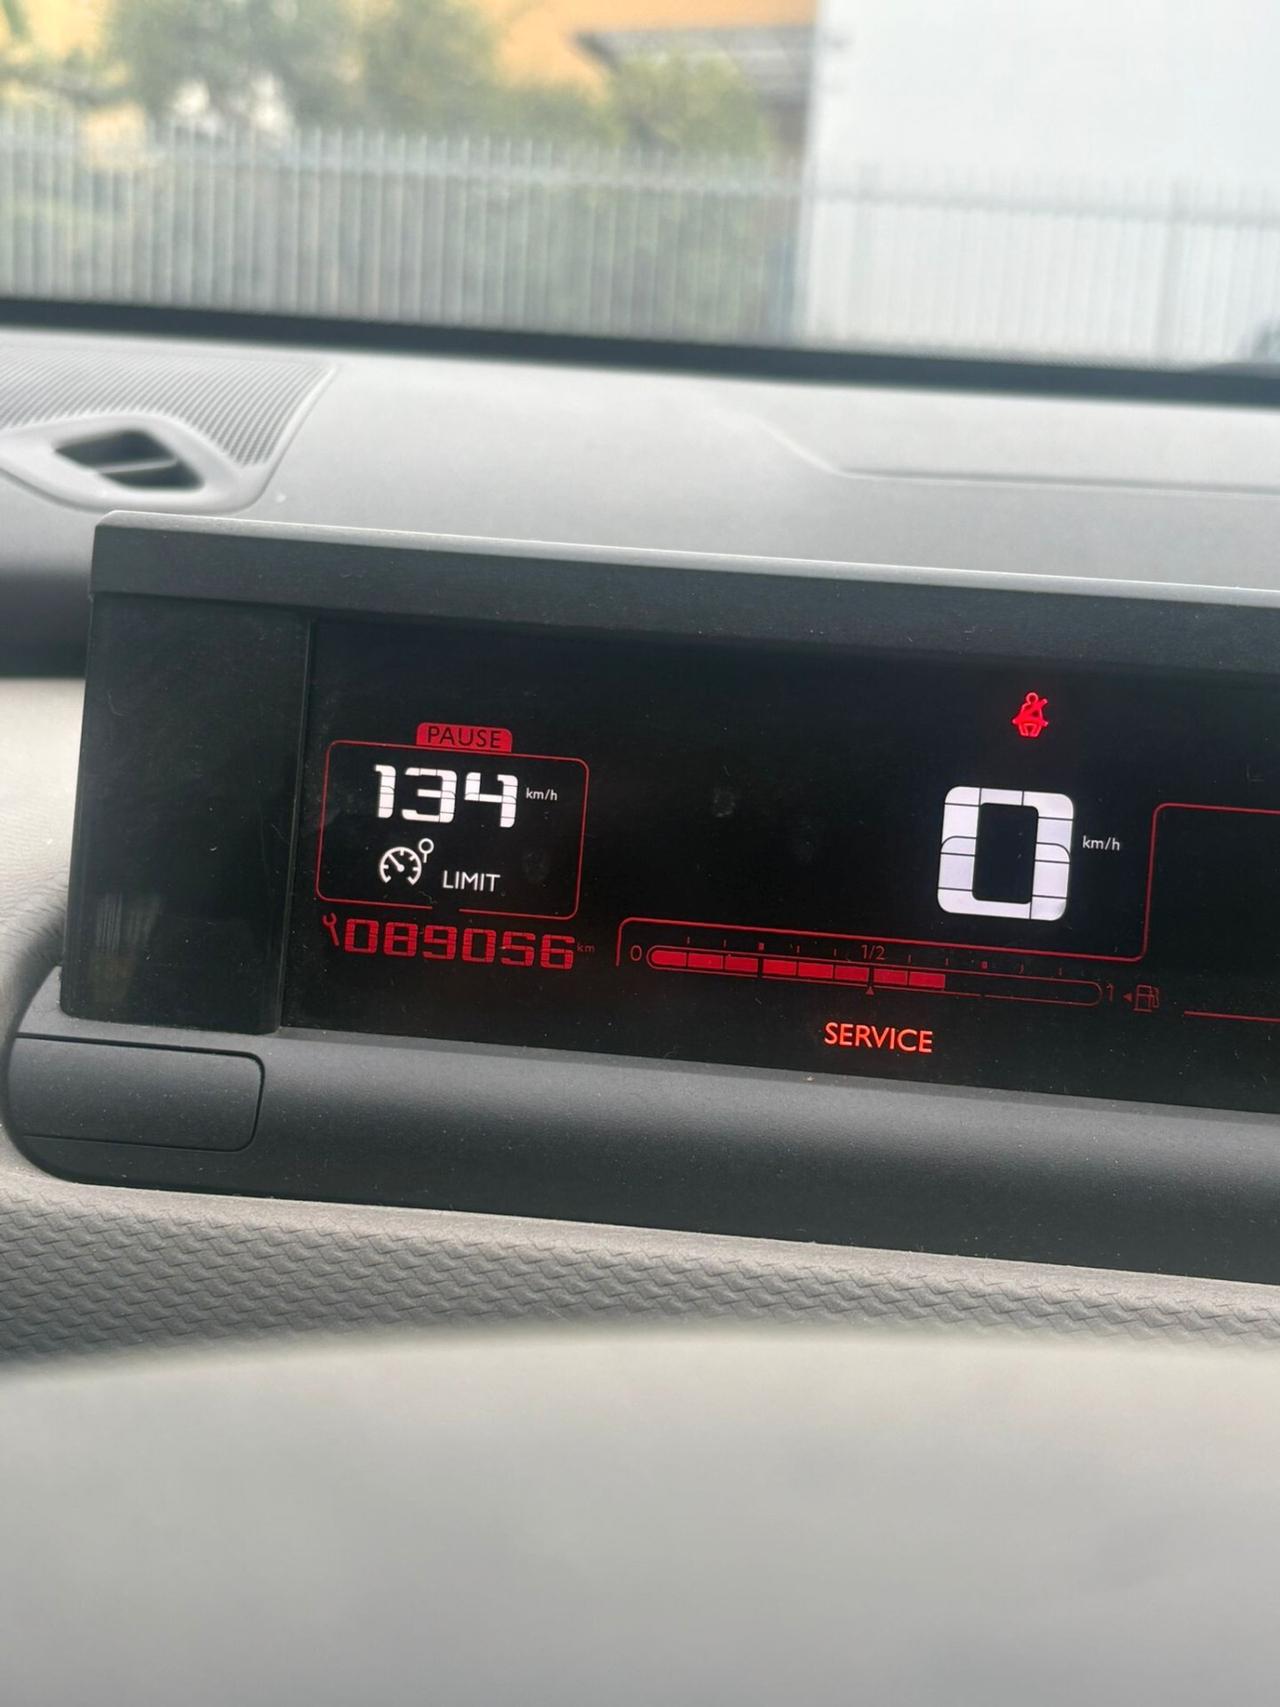 PAUSE
134 km/h
LIMIT
0 km/h
089056 km
0 1/2 1
SERVICE